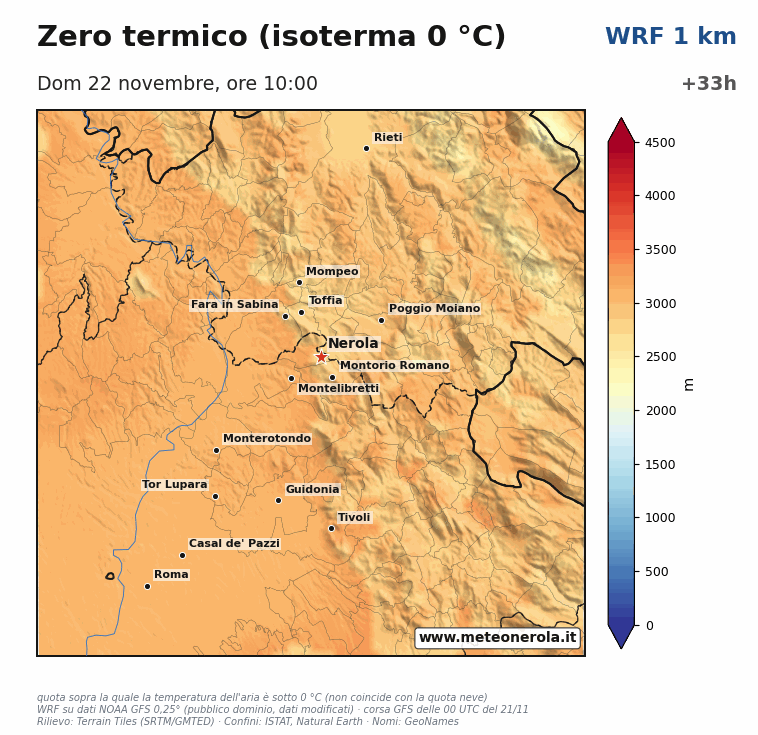 Zero termico (isoterma 0 °C)
WRF 1 km
Dom 22 novembre, ore 10:00
+33h
Rieti
Mompeo
Fara in Sabina
Toffia
Poggio Moiano
Nerola
Montorio Romano
Montelibretti
Monterotondo
Tor Lupara
Guidonia
Tivoli
Casal de' Pazzi
Roma
www.meteonerola.it
4500
4000
3500
3000
2500
2000
1500
1000
500
0
m
quota sopra la quale la temperatura dell'aria è sotto 0 °C (non coincide con la quota neve)
WRF su dati NOAA GFS 0,25° (pubblico dominio, dati modificati) · corsa GFS delle 00 UTC del 21/11
Rilievo: Terrain Tiles (SRTM/GMTED) · Confini: ISTAT, Natural Earth · Nomi: GeoNames